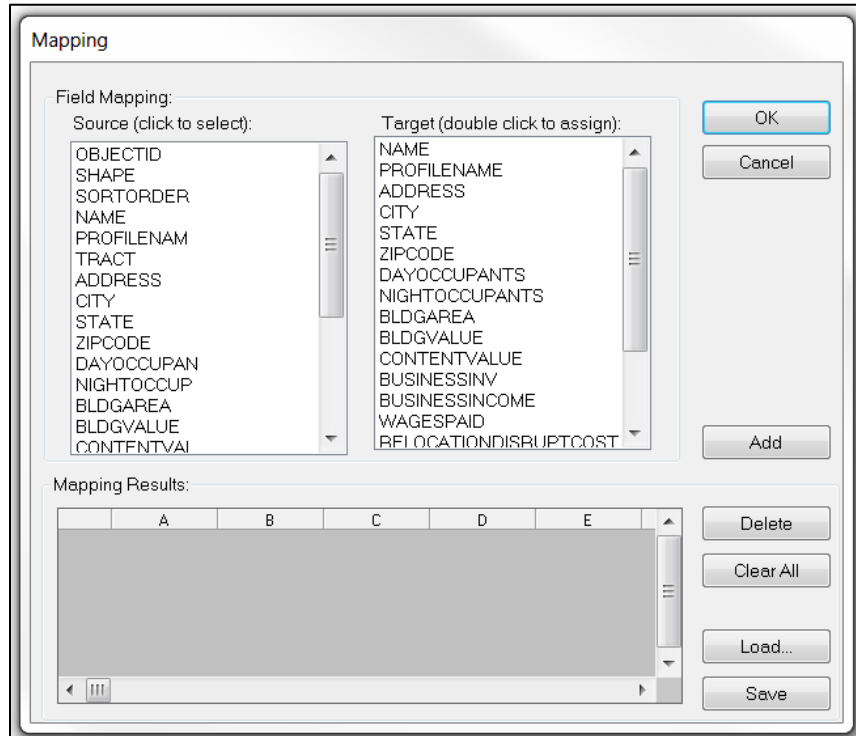 Mapping
Field Mapping:
Source (click to select):
OBJECTID
SHAPE
SORTORDER
NAME
PROFILENAM
TRACT
ADDRESS
CITY
STATE
ZIPCODE
DAYOCCUPAN
NIGHTOCCUP
BLDGAREA
BLDGVALUE
CONTENTVAL
Target (double click to assign):
NAME
PROFILENAME
ADDRESS
CITY
STATE
ZIPCODE
DAYOCCUPANTS
NIGHTOCCUPANTS
BLDGAREA
BLDGVALUE
CONTENTVALUE
BUSINESSINV
BUSINESSINCOME
WAGESPAID
RELOCATIONDISRUPTCOST
OK
Cancel
Add
Mapping Results:
A B C D E
Delete
Clear All
Load...
Save